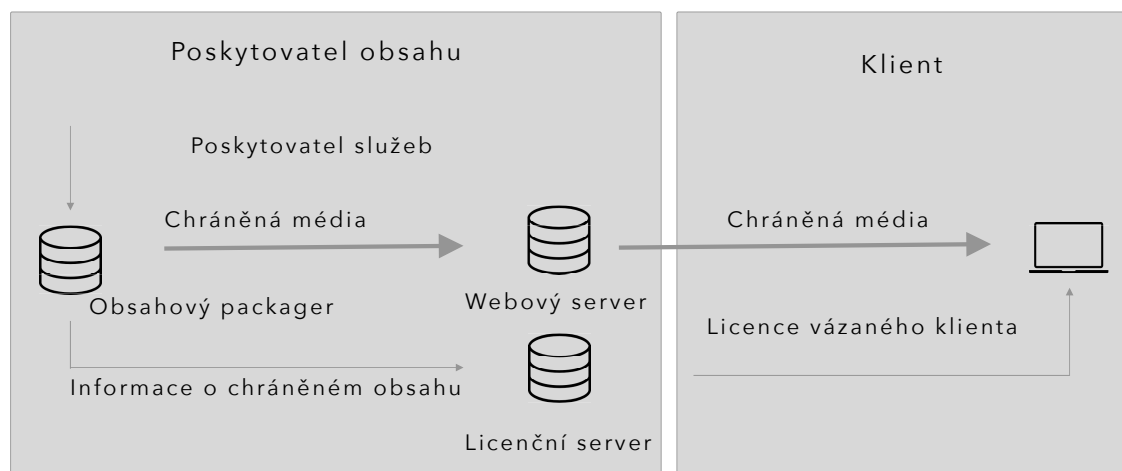 Poskytovatel obsahu
Klient
Poskytovatel služeb
Chráněná média
Chráněná média
Obsahový packager
Webový server
Licence vázaného klienta
Informace o chráněném obsahu
Licenční server